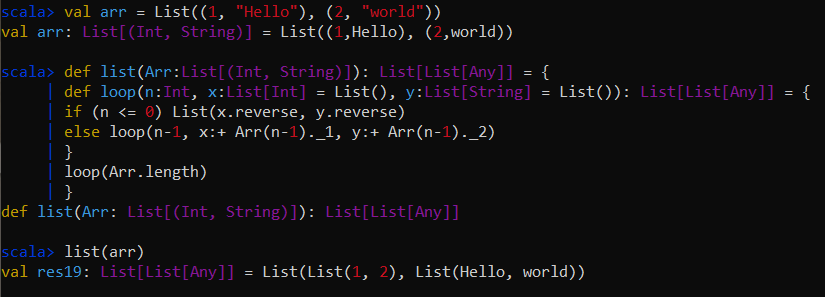 scala> val arr = List((1, "Hello"), (2, "world"))
val arr: List[(Int, String)] = List((1,Hello), (2,world))
scala> def list(Arr:List[(Int, String)]): List[List[Any]] = {
| def loop(n:Int, x:List[Int] = List(), y:List[String] = List()): List[List[Any]] = {
| if (n <= 0) List(x.reverse, y.reverse)
| else loop(n-1, x:+ Arr(n-1)._1, y:+ Arr(n-1)._2)
| }
| loop(Arr.length)
| }
def list(Arr: List[(Int, String)]): List[List[Any]]
scala> list(arr)
val res19: List[List[Any]] = List(List(1, 2), List(Hello, world))